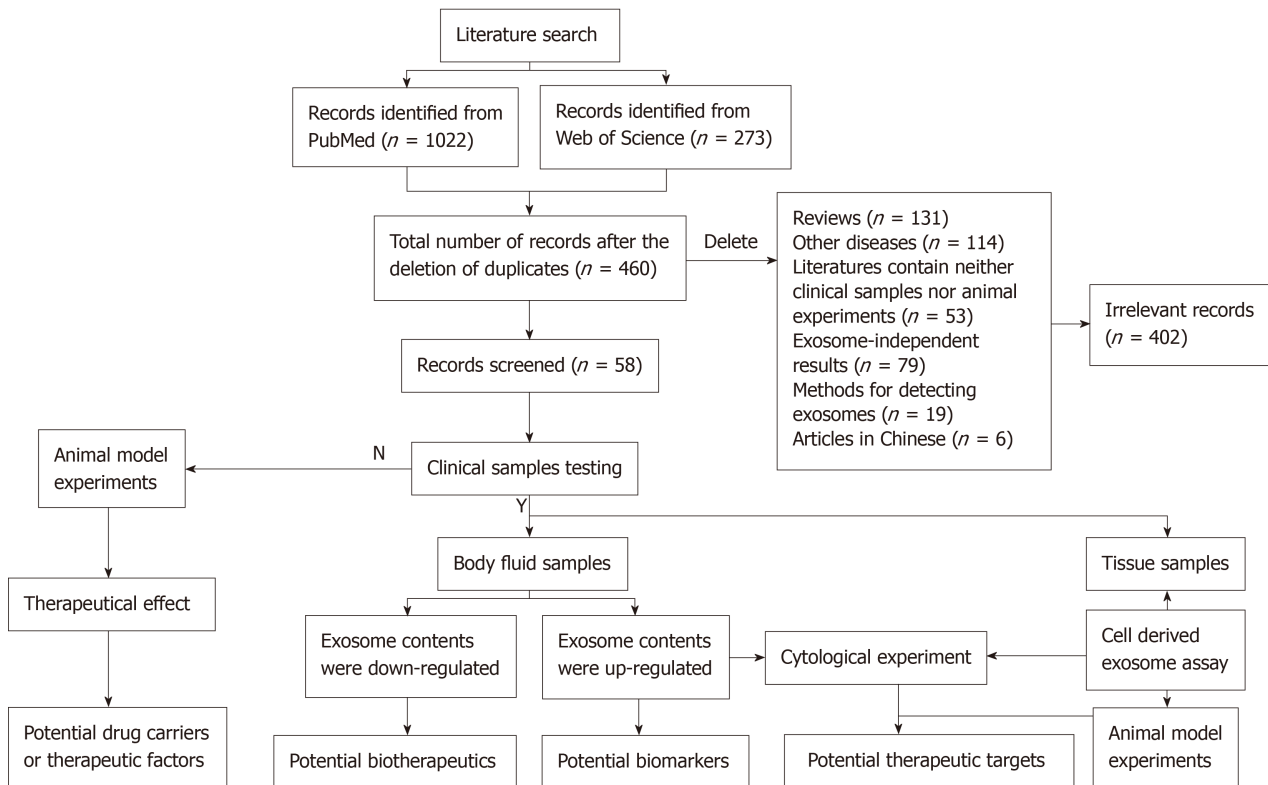 Literature search
Records identified from
PubMed (n = 1022)
Records identified from
Web of Science (n = 273)
Total number of records after the
deletion of duplicates (n = 460)
Delete
Reviews (n = 131)
Other diseases (n = 114)
Literatures contain neither
clinical samples nor animal
experiments (n = 53)
Exosome-independent
results (n = 79)
Methods for detecting
exosomes (n = 19)
Articles in Chinese (n = 6)
Irrelevant records
(n = 402)
Records screened (n = 58)
Clinical samples testing
N
Animal model
experiments
Y
Body fluid samples
Tissue samples
Therapeutical effect
Exosome contents
were down-regulated
Exosome contents
were up-regulated
Cytological experiment
Cell derived
exosome assay
Potential drug carriers
or therapeutic factors
Potential biotherapeutics
Potential biomarkers
Potential therapeutic targets
Animal model
experiments